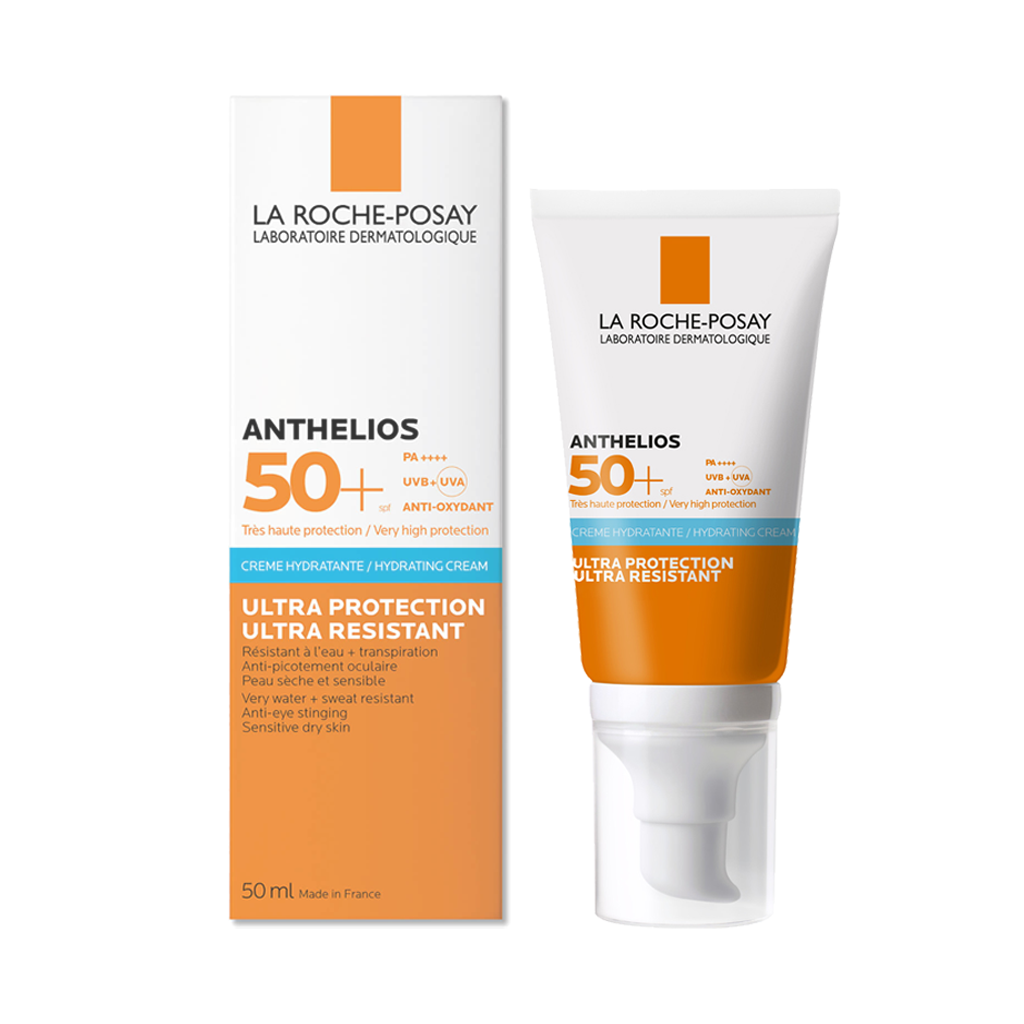 LA ROCHE-POSAY
LABORATOIRE DERMATOLOGIQUE
ANTHELIOS
50+ spf
PA ++++
UVB + UVA
ANTI-OXYDANT
Très haute protection / Very high protection
CREME HYDRATANTE / HYDRATING CREAM
ULTRA PROTECTION
ULTRA RESISTANT
Résistant à l'eau + transpiration
Anti-picotement oculaire
Peau sèche et sensible
Very water + sweat resistant
Anti-eye stinging
Sensitive dry skin
50 ml Made in France
LA ROCHE-POSAY
LABORATOIRE DERMATOLOGIQUE
ANTHELIOS
50+ spf
PA ++++
UVB + UVA
ANTI-OXYDANT
Très haute protection / Very high protection
CREME HYDRATANTE / HYDRATING CREAM
ULTRA PROTECTION
ULTRA RESISTANT